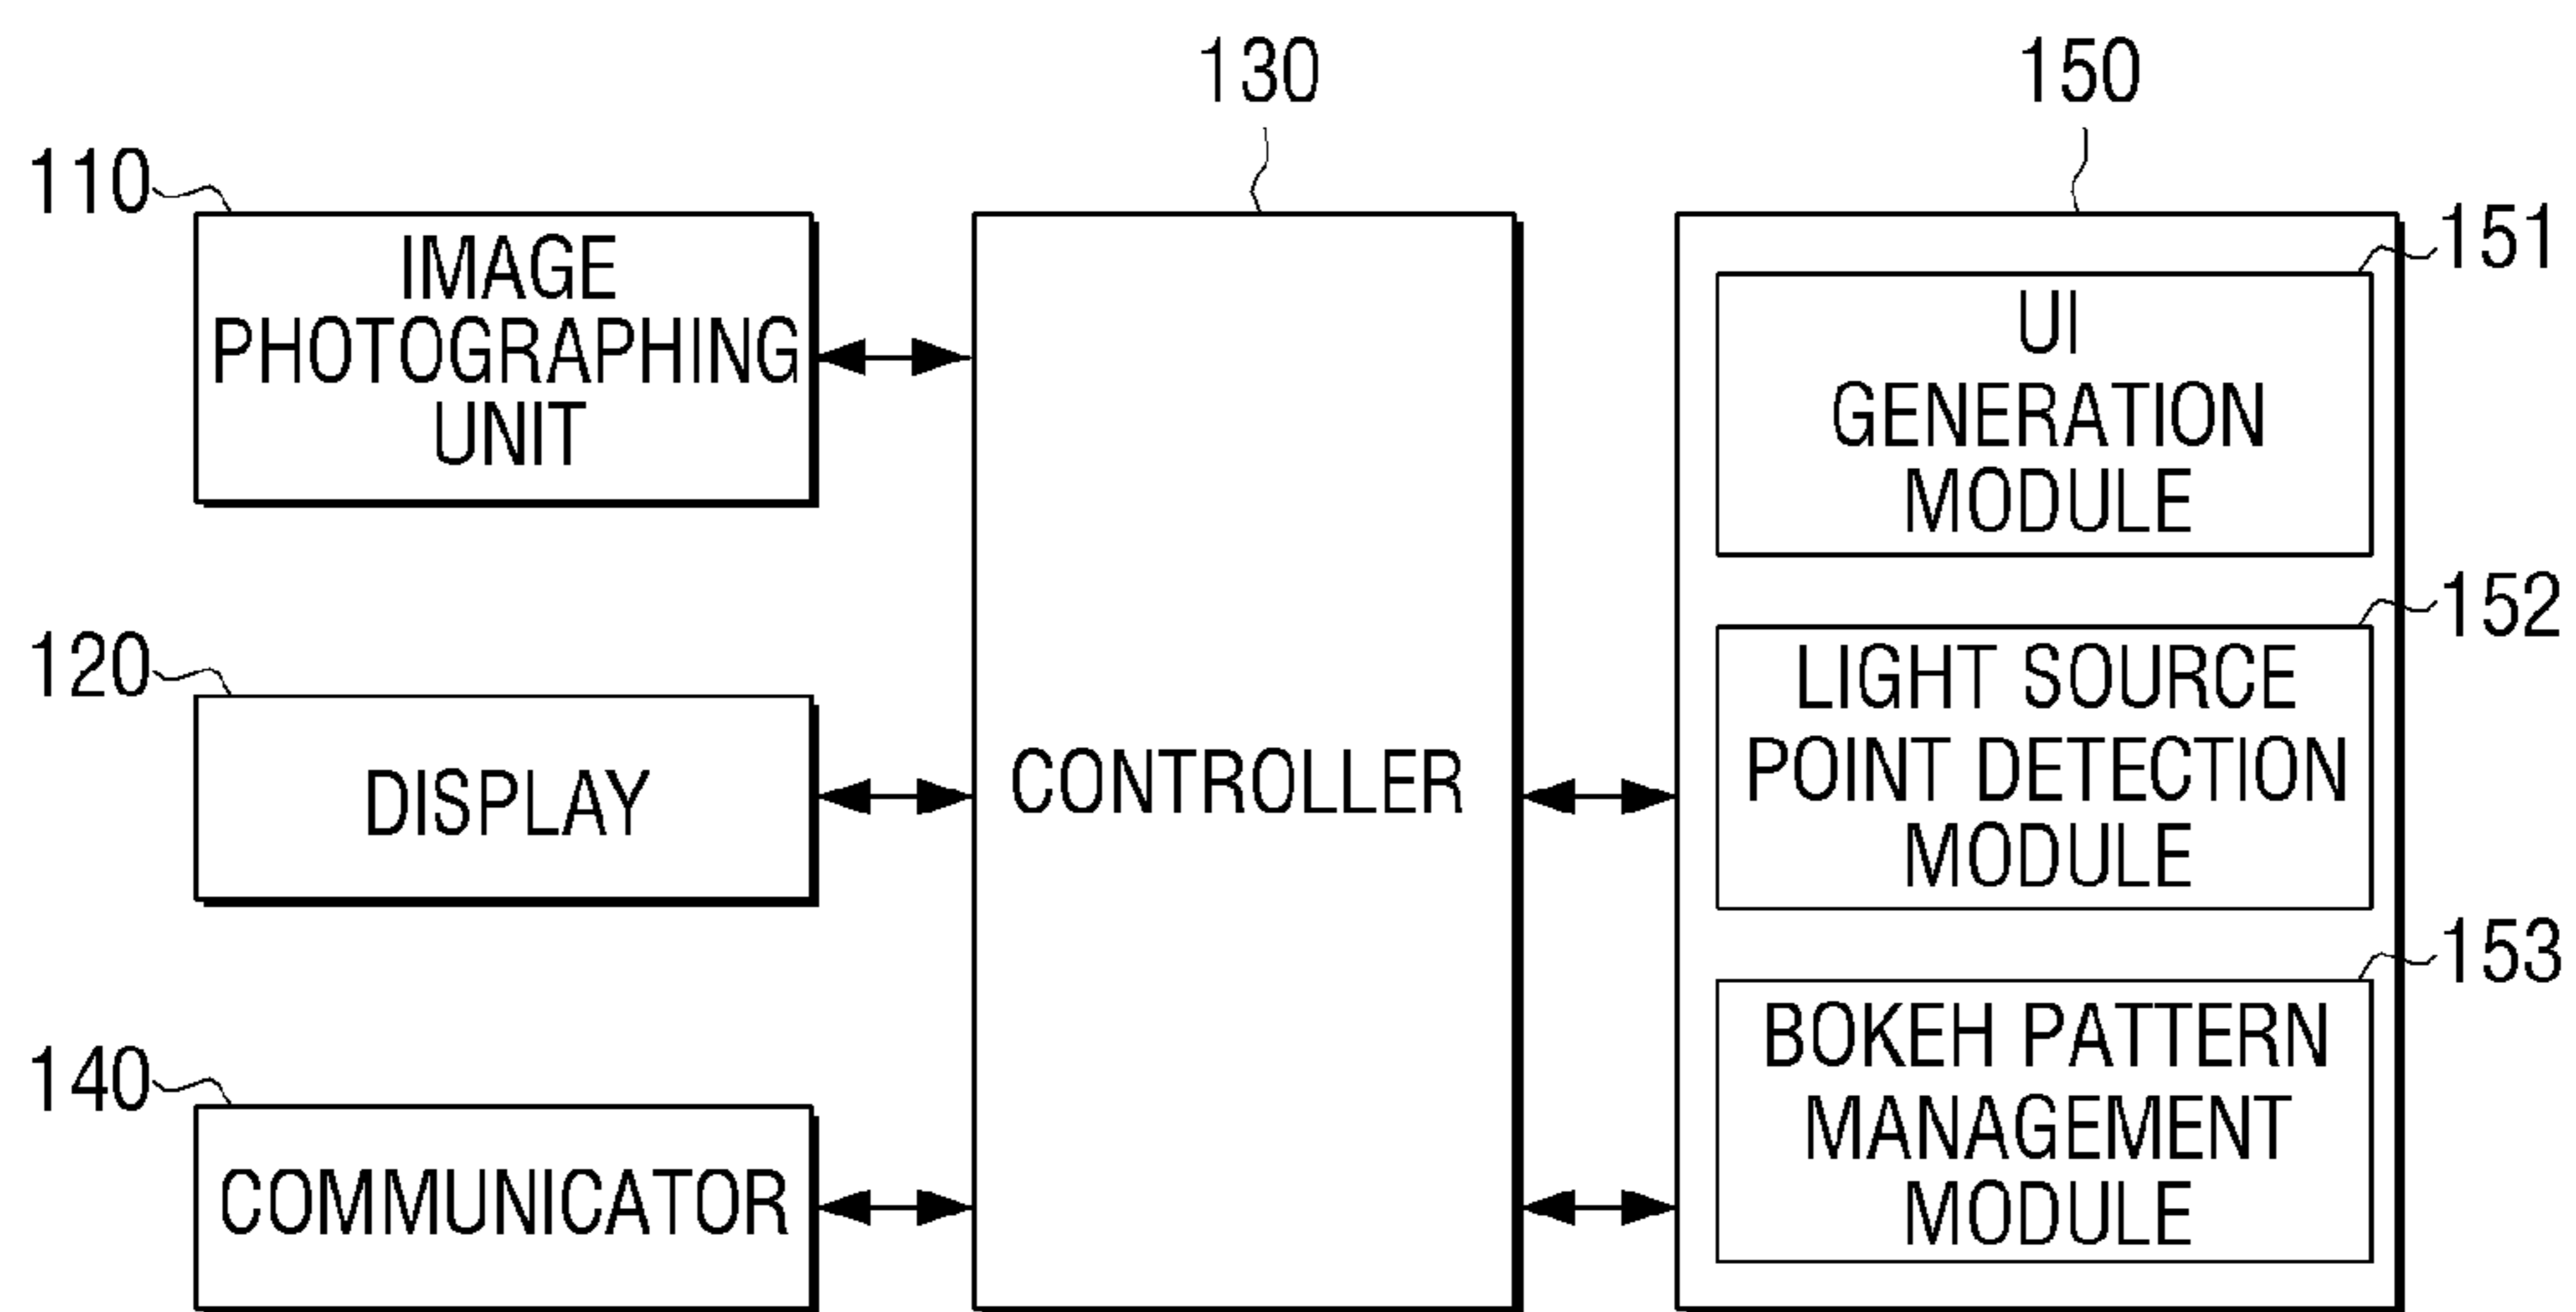 130
150
110
IMAGE
PHOTOGRAPHING
UNIT
151
UI
GENERATION
MODULE
120
DISPLAY
CONTROLLER
152
LIGHT SOURCE
POINT DETECTION
MODULE
140
COMMUNICATOR
153
BOKEH PATTERN
MANAGEMENT
MODULE